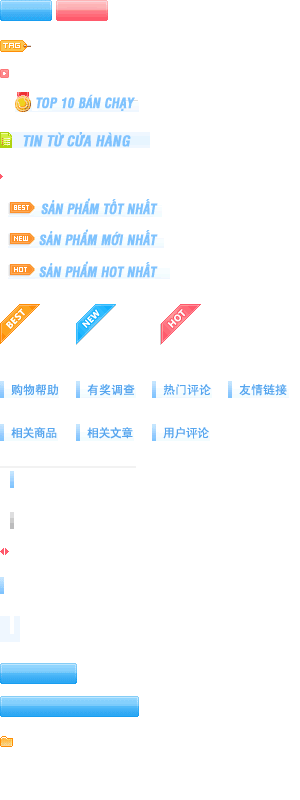 TAG
TOP 10 BÁN CHẠY
TIN TỪ CỬA HÀNG
BEST SẢN PHẨM TỐT NHẤT
NEW SẢN PHẨM MỚI NHẤT
HOT SẢN PHẨM HOT NHẤT
BEST NEW HOT
购物帮助 有奖调查 热门评论 友情链接
相关商品 相关文章 用户评论